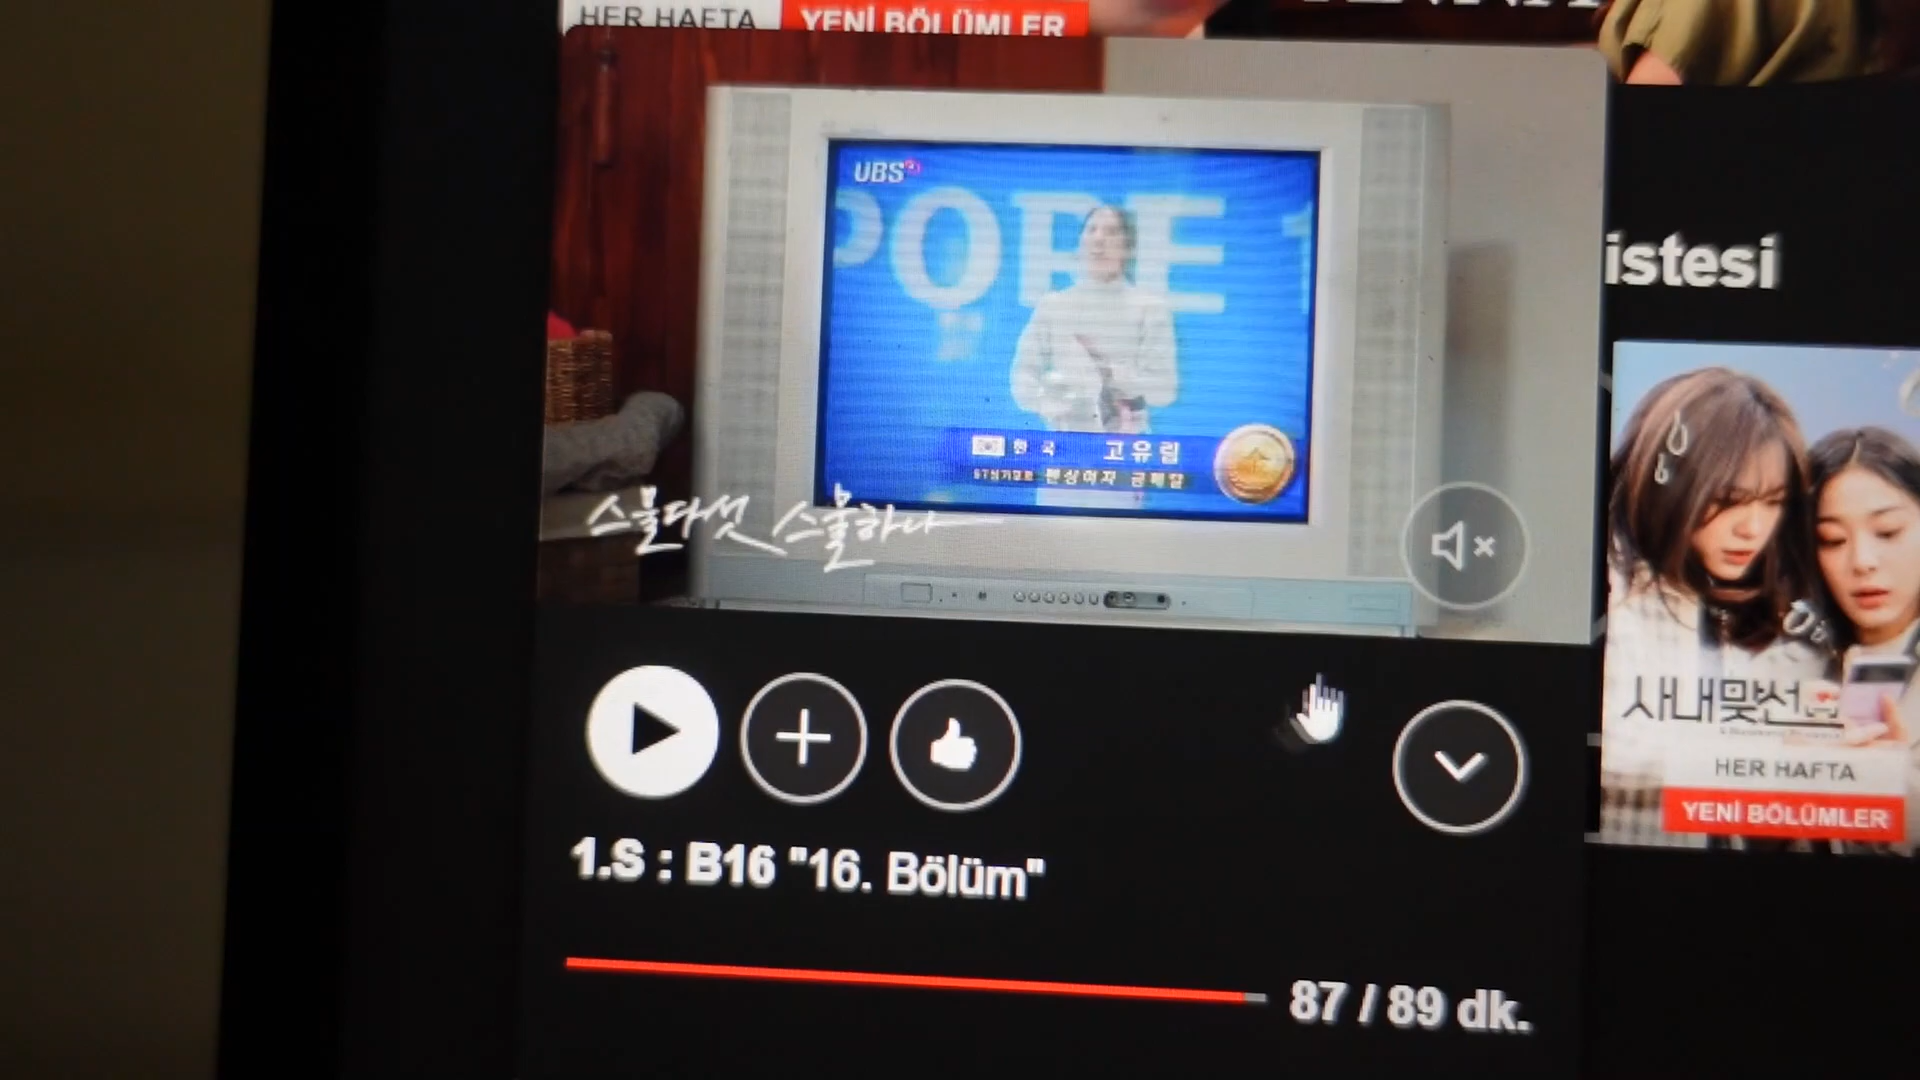 HER HAFTA
YENİ BÖLÜMLER
UBS
한국 고유림
펜싱여자 금메달
스물다섯 스물하나
istesi
사내맞선
HER HAFTA
YENİ BÖLÜMLER
1.S : B16 "16. Bölüm"
87 / 89 dk.